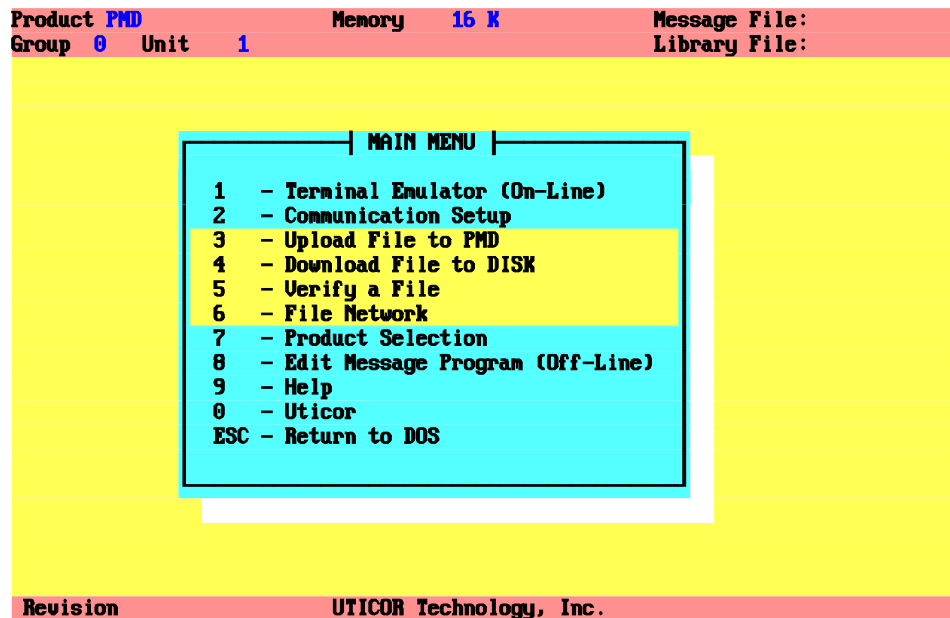 Product PMD Memory 16 K Message File:
Group 0 Unit 1 Library File:
MAIN MENU
1 - Terminal Emulator (On-Line)
2 - Communication Setup
3 - Upload File to PMD
4 - Download File to DISK
5 - Verify a File
6 - File Network
7 - Product Selection
8 - Edit Message Program (Off-Line)
9 - Help
0 - Uticor
ESC - Return to DOS
Revision UTICOR Technology, Inc.